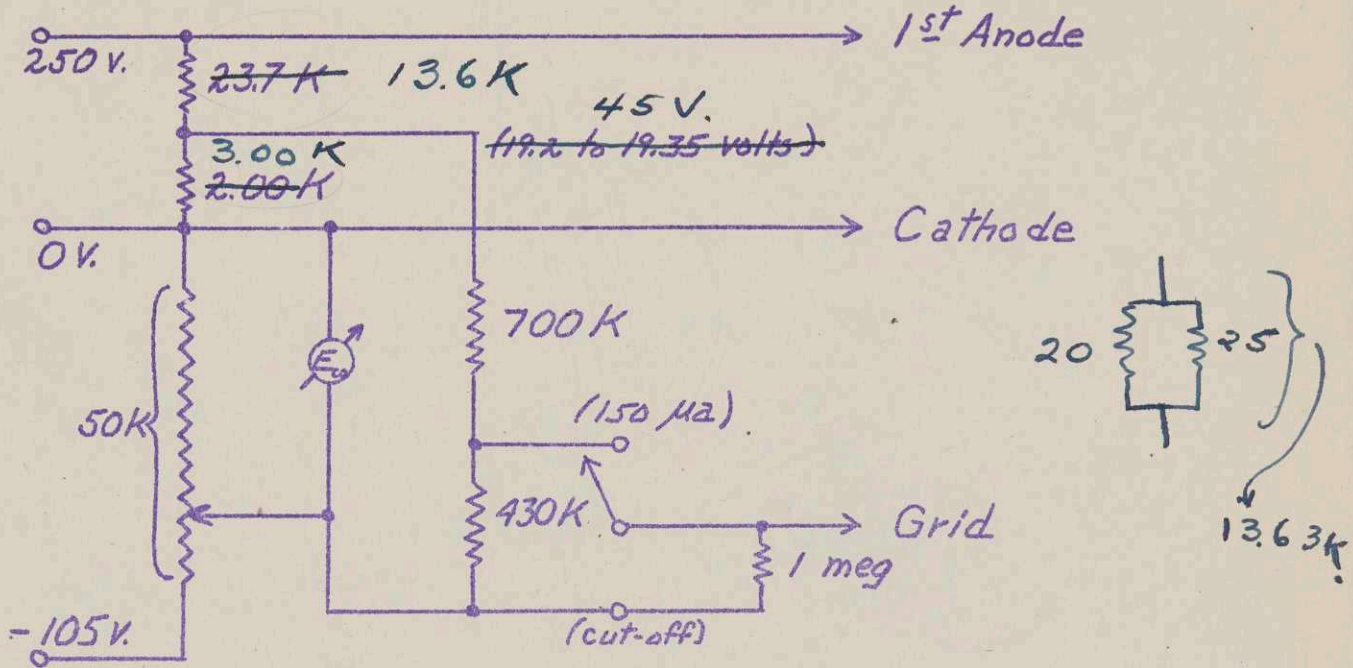 1st Anode
250 v.
23.7 K 13.6 K
45 V.
(19.2 to 19.35 volts)
3.00 K
2.00 K
Cathode
0 V.
700 K
20 25
E
(150 μa)
50K
430K
Grid
13.63K.
1 meg
-105 v.
(cut-off)